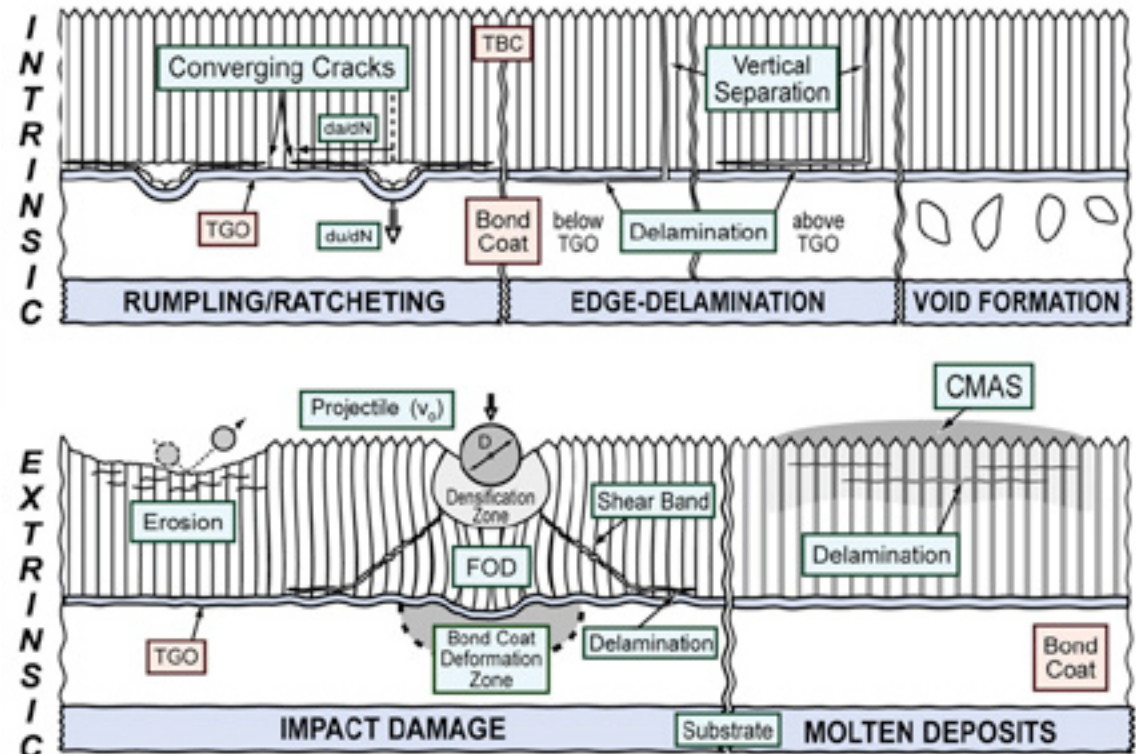 INTRINSIC
TBC
Converging Cracks
Vertical
Separation
da/dN
TGO
du/dN
Bond
Coat
below
TGO
Delamination
above
TGO
RUMPLING/RATCHETING
EDGE-DELAMINATION
VOID FORMATION
EXTRINSIC
CMAS
Projectile (v₀)
D
Densification
Zone
Shear Band
Erosion
FOD
Delamination
TGO
Bond Coat
Deformation
Zone
Delamination
Bond
Coat
IMPACT DAMAGE
Substrate
MOLTEN DEPOSITS